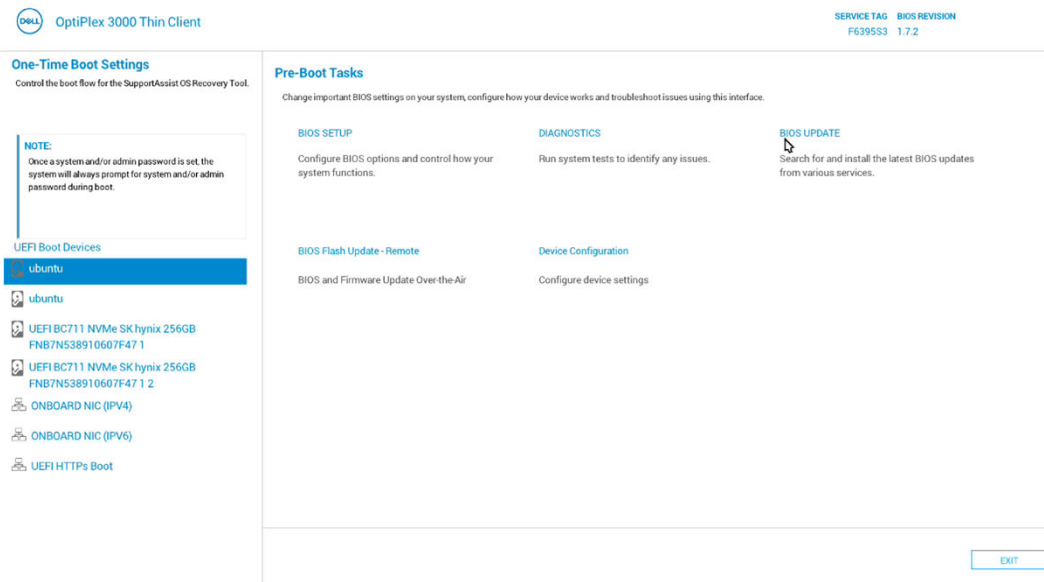 DELL
OptiPlex 3000 Thin Client
SERVICE TAG BIOS REVISION
F6395S3 1.7.2
One-Time Boot Settings
Control the boot flow for the SupportAssist OS Recovery Tool.
NOTE:
Once a system and/or admin password is set, the
system will always prompt for system and/or admin
password during boot.
UEFI Boot Devices
ubuntu
ubuntu
UEFI BC711 NVMe SK hynix 256GB
FNB7N538910607F47 1
UEFI BC711 NVMe SK hynix 256GB
FNB7N538910607F47 1 2
ONBOARD NIC (IPV4)
ONBOARD NIC (IPV6)
UEFI HTTPs Boot
Pre-Boot Tasks
Change important BIOS settings on your system, configure how your device works and troubleshoot issues using this interface.
BIOS SETUP
Configure BIOS options and control how your
system functions.
DIAGNOSTICS
Run system tests to identify any issues.
BIOS UPDATE
Search for and install the latest BIOS updates
from various services.
BIOS Flash Update - Remote
BIOS and Firmware Update Over-the-Air
Device Configuration
Configure device settings
EXIT